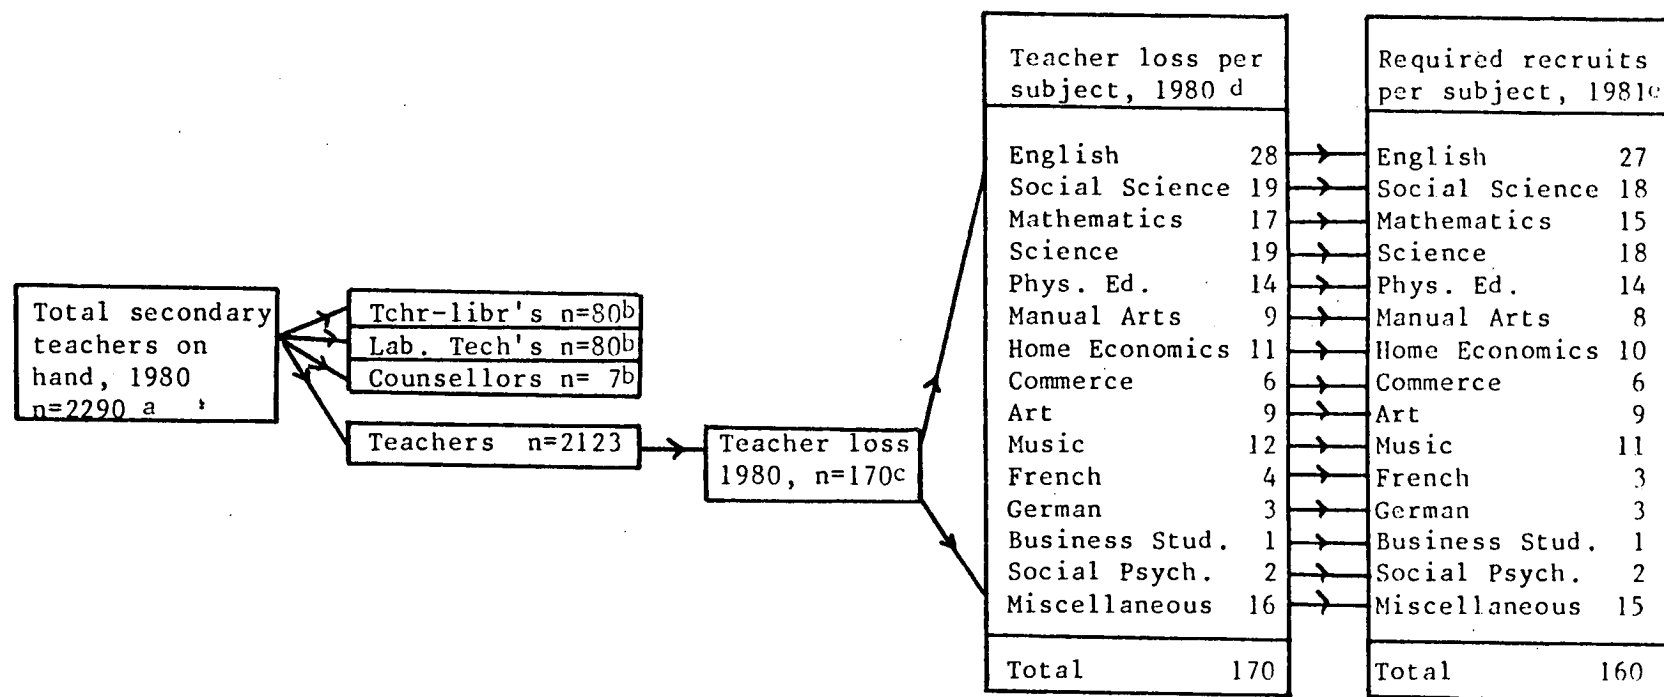 Total secondary
teachers on
hand, 1980
n=2290 a
Tchr-libr's n=80b
Lab. Tech's n=80b
Counsellors n= 7b
Teachers n=2123
Teacher loss
1980, n=170c
Teacher loss per
subject, 1980 d
English 28
Social Science 19
Mathematics 17
Science 19
Phys. Ed. 14
Manual Arts 9
Home Economics 11
Commerce 6
Art 9
Music 12
French 4
German 3
Business Stud. 1
Social Psych. 2
Miscellaneous 16
Total 170
Required recruits
per subject, 1981e
English 27
Social Science 18
Mathematics 15
Science 18
Phys. Ed. 14
Manual Arts 8
Home Economics 10
Commerce 6
Art 9
Music 11
French 3
German 3
Business Stud. 1
Social Psych. 2
Miscellaneous 15
Total 160